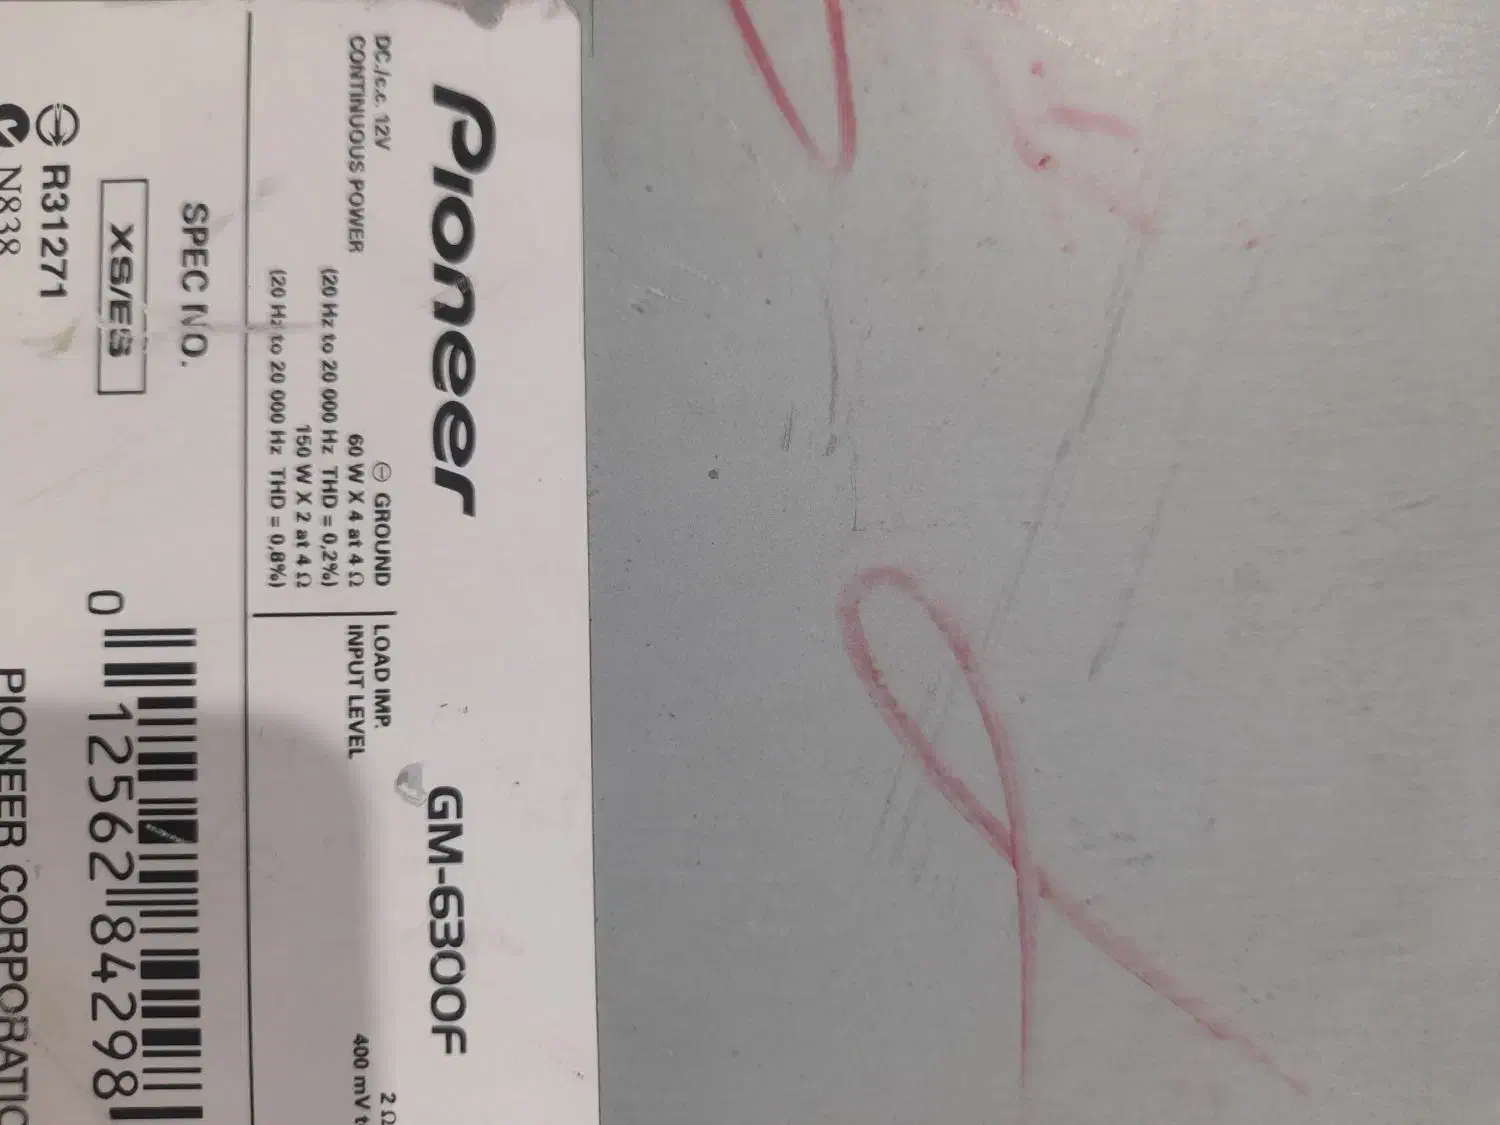 Pioneer GM-6300F
DC./c.c. 12V ⊖ GROUND
CONTINUOUS POWER 60 W X 4 at 4 Ω
(20 Hz to 20 000 Hz THD = 0,2%)
150 W X 2 at 4 Ω
(20 Hz to 20 000 Hz THD = 0,8%)
LOAD IMP. 2 Ω
INPUT LEVEL 400 mV
SPEC NO.
XS/ES
0 12562 84298
R31271
N838
PIONEER